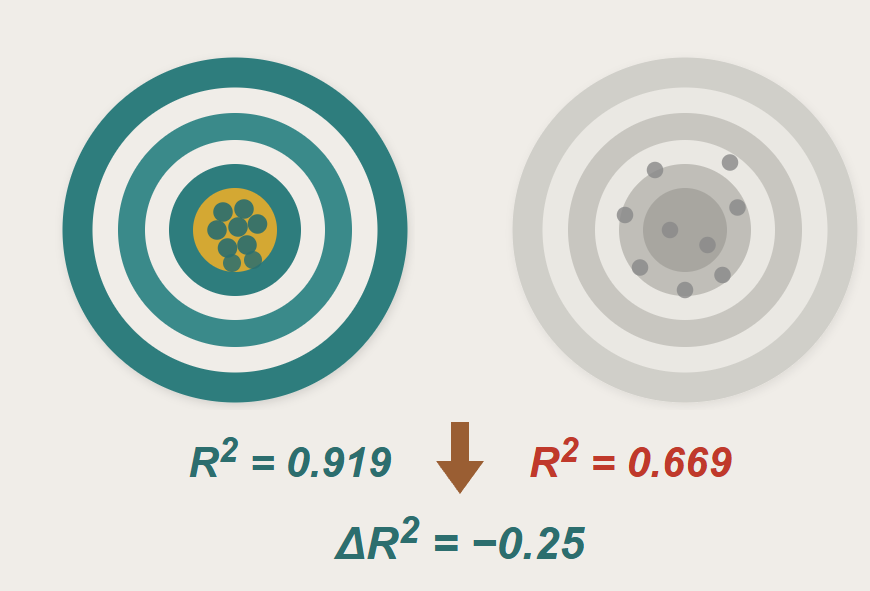 R² = 0.919
R² = 0.669
ΔR² = −0.25